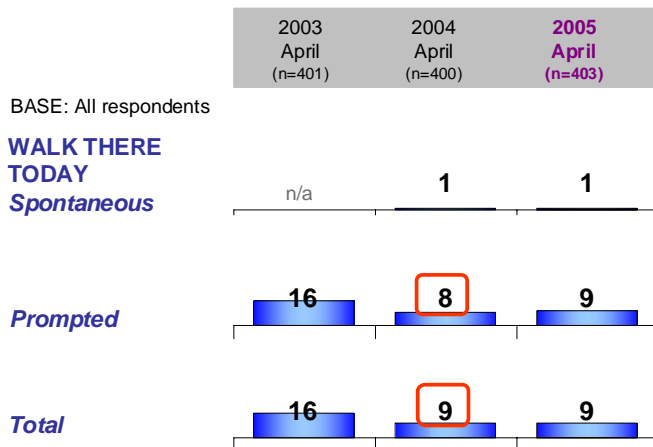 2003 2004 2005
April April April
(n=401) (n=400) (n=403)
BASE: All respondents
WALK THERE
TODAY
Spontaneous n/a 1 1
Prompted 16 8 9
Total 16 9 9